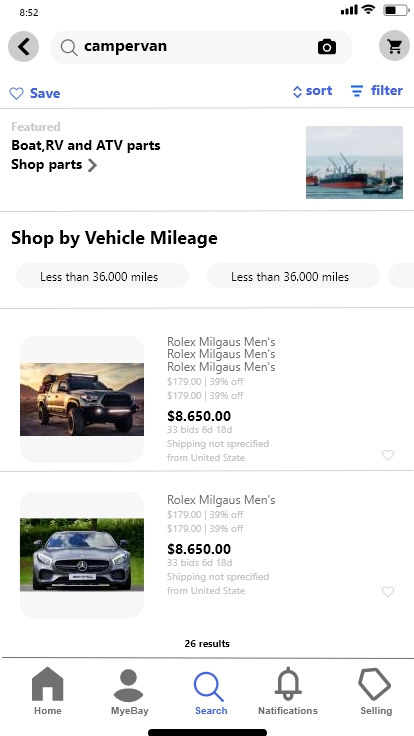 8:52
campervan
Save
sort
filter
Featured
Boat,RV and ATV parts
Shop parts
Shop by Vehicle Mileage
Less than 36.000 miles
Less than 36.000 miles
Rolex Milgaus Men's
Rolex Milgaus Men's
Rolex Milgaus Men's
$179.00 | 39% off
$179.00 | 39% off
$8.650.00
33 bids 6d 18d
Shipping not sprecified
from United State
Rolex Milgaus Men's
$179.00 | 39% off
$179.00 | 39% off
$8.650.00
33 bids 6d 18d
Shipping not sprecified
from United State
26 results
Home
MyeBay
Search
Notifications
Selling